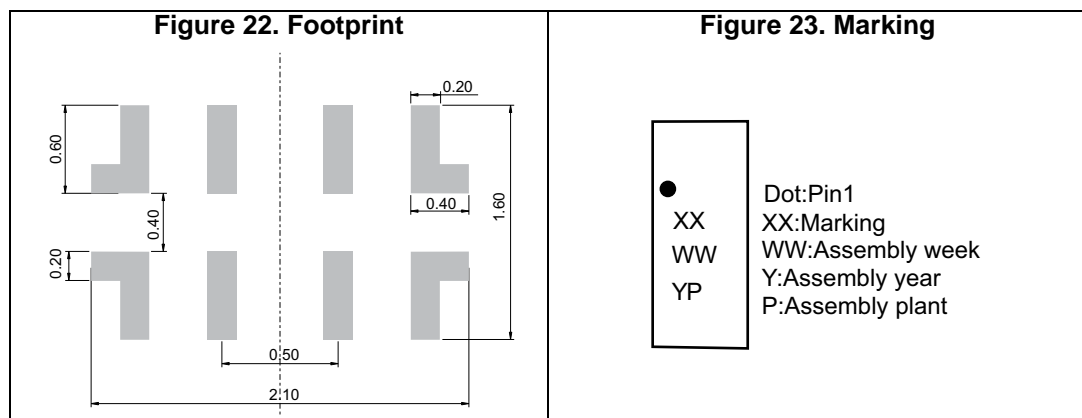 Figure 22. Footprint
0.20
0.60
0.40
0.40
1.60
0.20
0.50
2.10
Figure 23. Marking
XX
WW
YP
Dot:Pin1
XX:Marking
WW:Assembly week
Y:Assembly year
P:Assembly plant